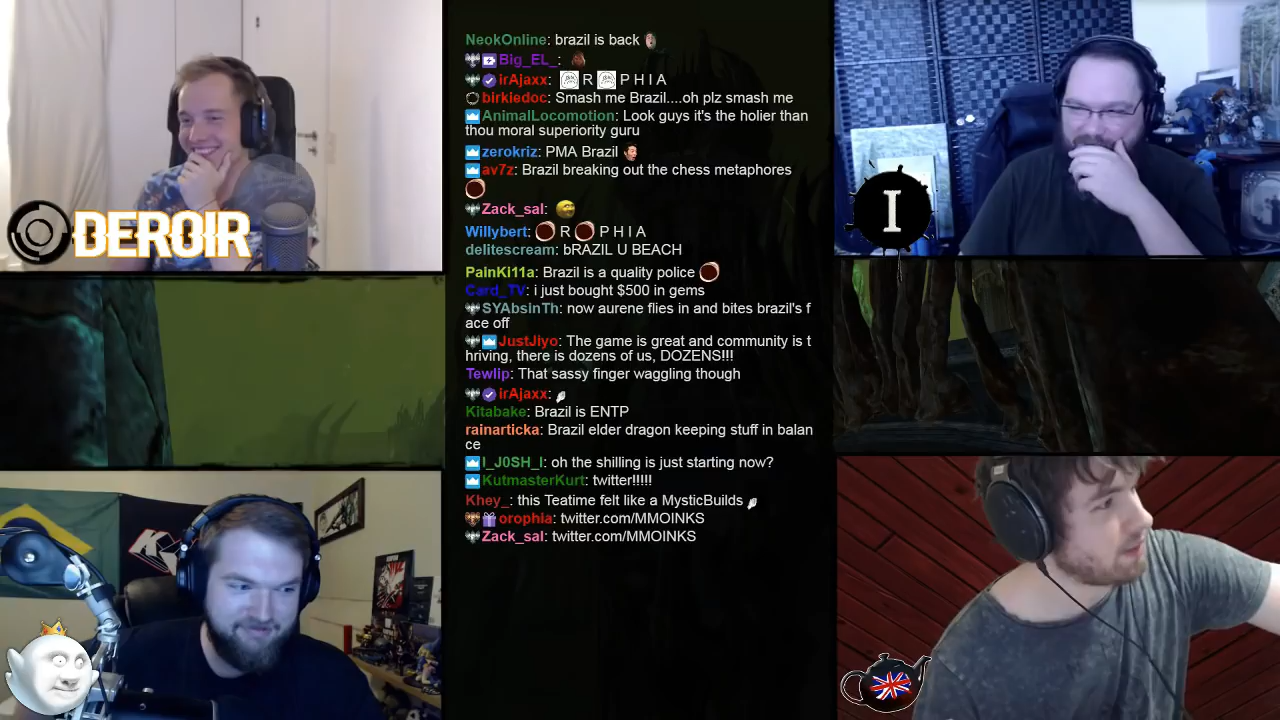 DEROIR
I
NeokOnline: brazil is back
Big_EL_:
irAjaxx: R P H I A
birkledoc: Smash me Brazil....oh plz smash me
AnimalLocomotion: Look guys it's the holier than
thou moral superiority guru
zerokriz: PMA Brazil
av7z: Brazil breaking out the chess metaphores
Zack_sal:
Willybert: R P H I A
delitescream: bRAZIL U BEACH
PainKi11a: Brazil is a quality police
Card_TV: i just bought $500 in gems
SYAbsinTh: now aurene flies in and bites brazil's f
ace off
JustJiyo: The game is great and community is t
hriving, there is dozens of us, DOZENS!!!
Tewlip: That sassy finger waggling though
irAjaxx:
Kitabake: Brazil is ENTP
rainarticka: Brazil elder dragon keeping stuff in balan
ce
I_J0SH_I: oh the shilling is just starting now?
KutmasterKurt: twitter!!!!!
Khey_: this Teatime felt like a MysticBuilds
orophia: twitter.com/MMOINKS
Zack_sal: twitter.com/MMOINKS